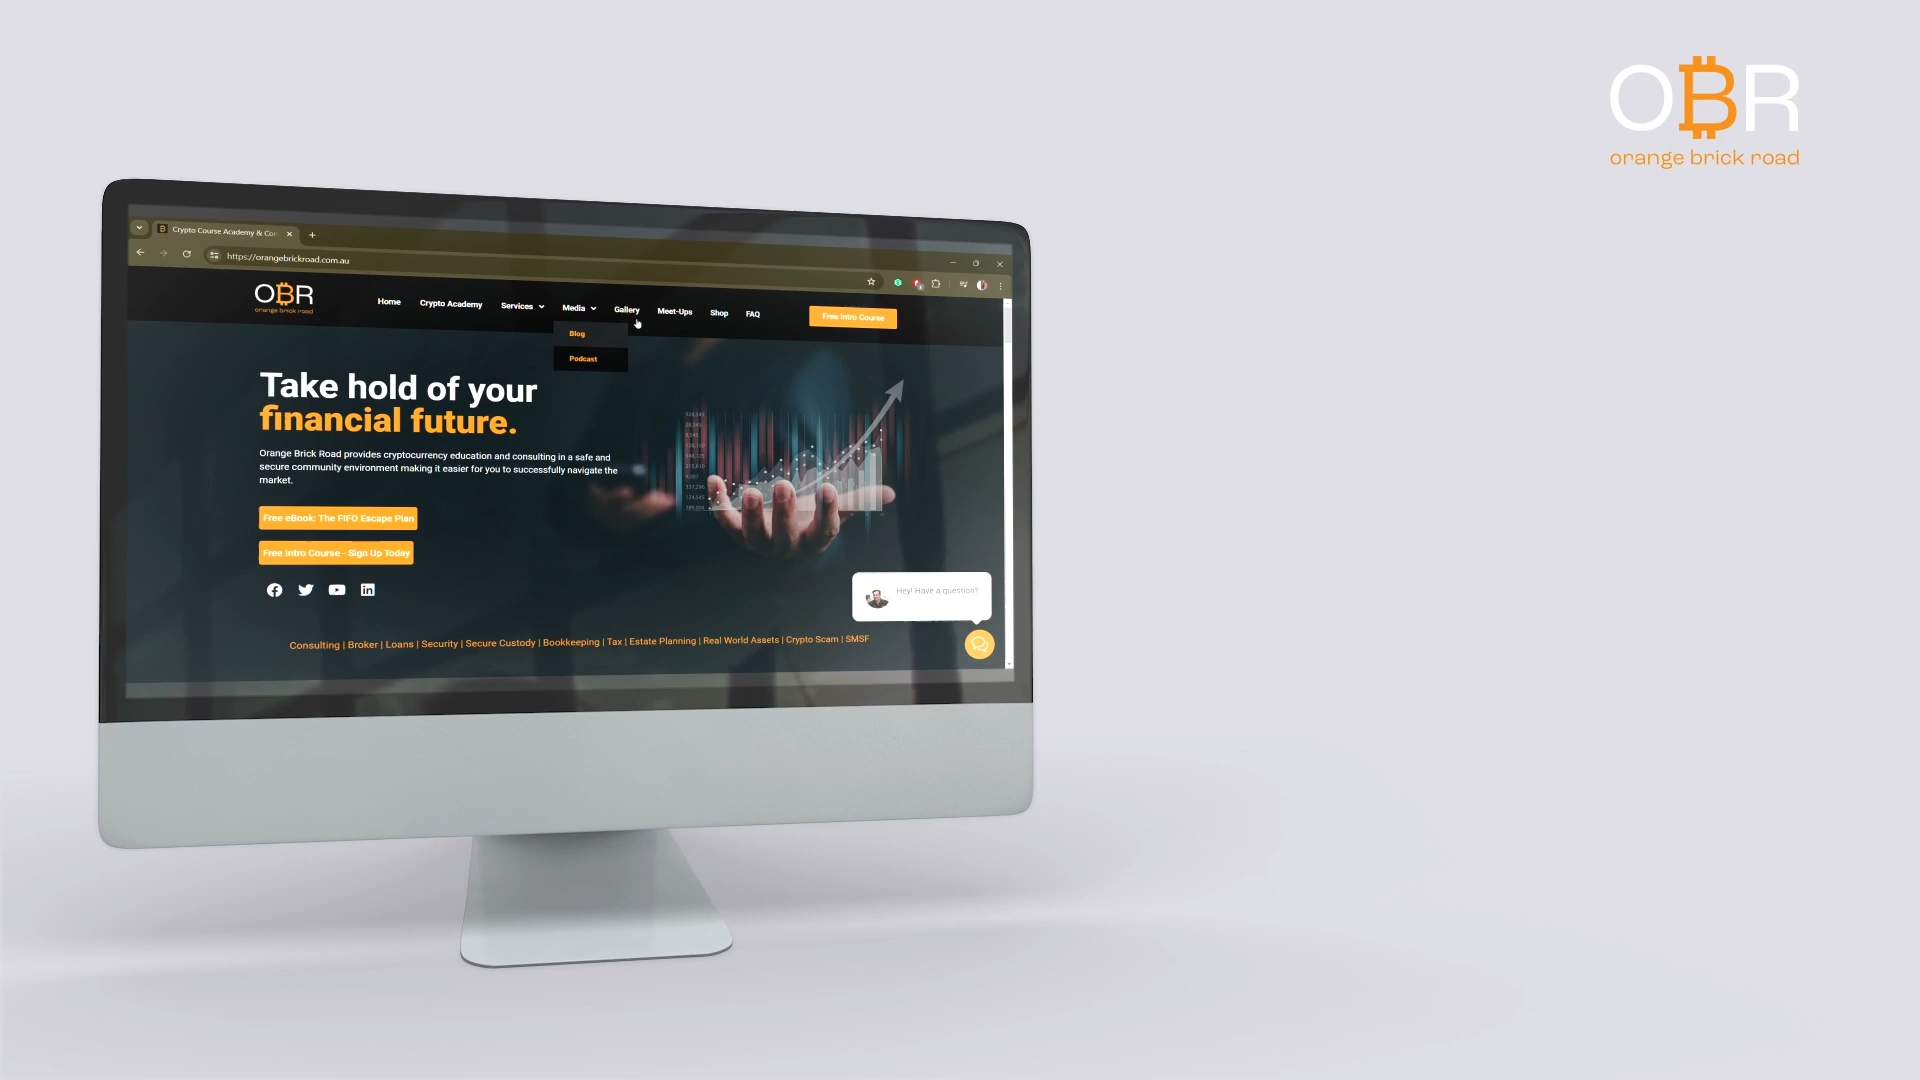 OBR
orange brick road
Crypto Course Academy & Co
https://orangebrickroad.com.au
OBR
orange brick road
Home Crypto Academy Services Media Gallery Meet-Ups Shop FAQ Free Intro Course
Blog
Podcast
Take hold of your
financial future.
Orange Brick Road provides cryptocurrency education and consulting in a safe and
secure community environment making it easier for you to successfully navigate the
market.
Free eBook: The FIFO Escape Plan
Free Intro Course - Sign Up Today
Hey! Have a question?
Consulting | Broker | Loans | Security | Secure Custody | Bookkeeping | Tax | Estate Planning | Real World Assets | Crypto Scam | SMSF